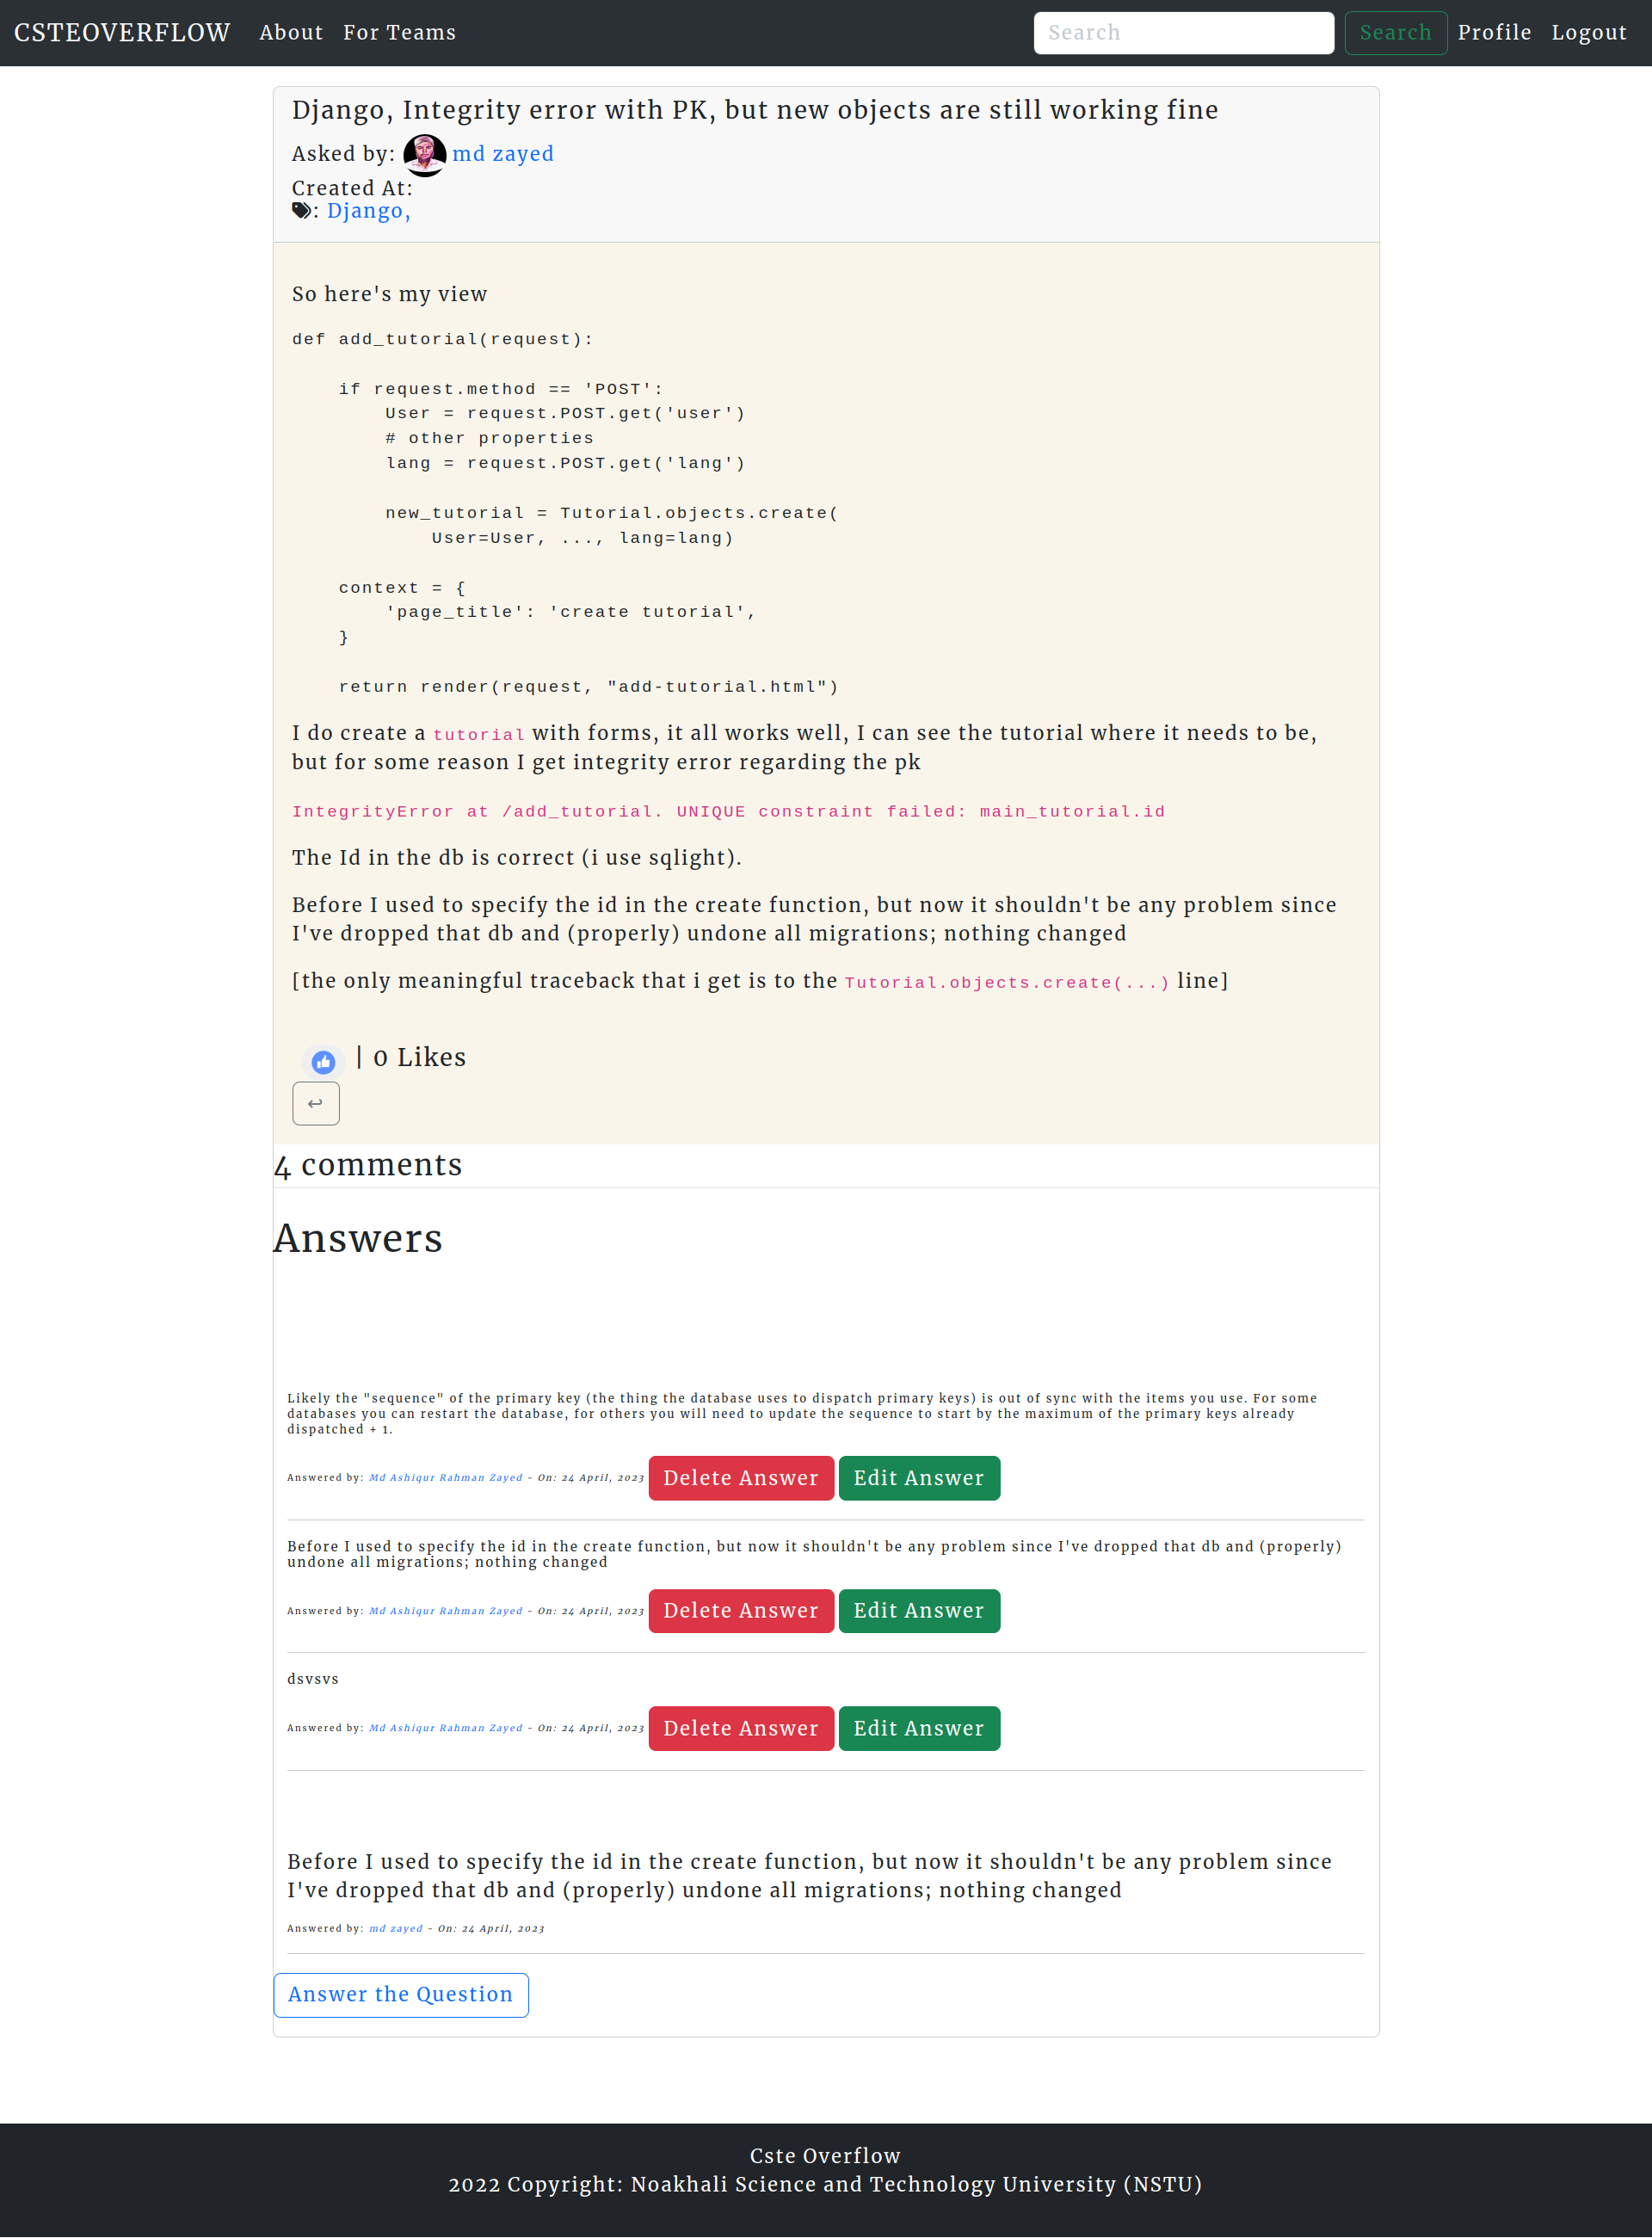 CSTEOVERFLOW About For Teams Search Search Profile Logout
Django, Integrity error with PK, but new objects are still working fine
Asked by: md zayed
Created At:
: Django,
So here's my view
def add_tutorial(request):
    if request.method == 'POST':
        User = request.POST.get('user')
        # other properties
        lang = request.POST.get('lang')
        new_tutorial = Tutorial.objects.create(
            User=User, ..., lang=lang)
    context = {
        'page_title': 'create tutorial',
    }
    return render(request, "add-tutorial.html")
I do create a tutorial with forms, it all works well, I can see the tutorial where it needs to be,
but for some reason I get integrity error regarding the pk
IntegrityError at /add_tutorial. UNIQUE constraint failed: main_tutorial.id
The Id in the db is correct (i use sqlight).
Before I used to specify the id in the create function, but now it shouldn't be any problem since
I've dropped that db and (properly) undone all migrations; nothing changed
[the only meaningful traceback that i get is to the Tutorial.objects.create(...) line]
| 0 Likes
↩
4 comments
Answers
Likely the "sequence" of the primary key (the thing the database uses to dispatch primary keys) is out of sync with the items you use. For some
databases you can restart the database, for others you will need to update the sequence to start by the maximum of the primary keys already
dispatched + 1.
Answered by: Md Ashiqur Rahman Zayed - On: 24 April, 2023 Delete Answer Edit Answer
Before I used to specify the id in the create function, but now it shouldn't be any problem since I've dropped that db and (properly)
undone all migrations; nothing changed
Answered by: Md Ashiqur Rahman Zayed - On: 24 April, 2023 Delete Answer Edit Answer
dsvsvs
Answered by: Md Ashiqur Rahman Zayed - On: 24 April, 2023 Delete Answer Edit Answer
Before I used to specify the id in the create function, but now it shouldn't be any problem since
I've dropped that db and (properly) undone all migrations; nothing changed
Answered by: md zayed - On: 24 April, 2023
Answer the Question
Cste Overflow
2022 Copyright: Noakhali Science and Technology University (NSTU)